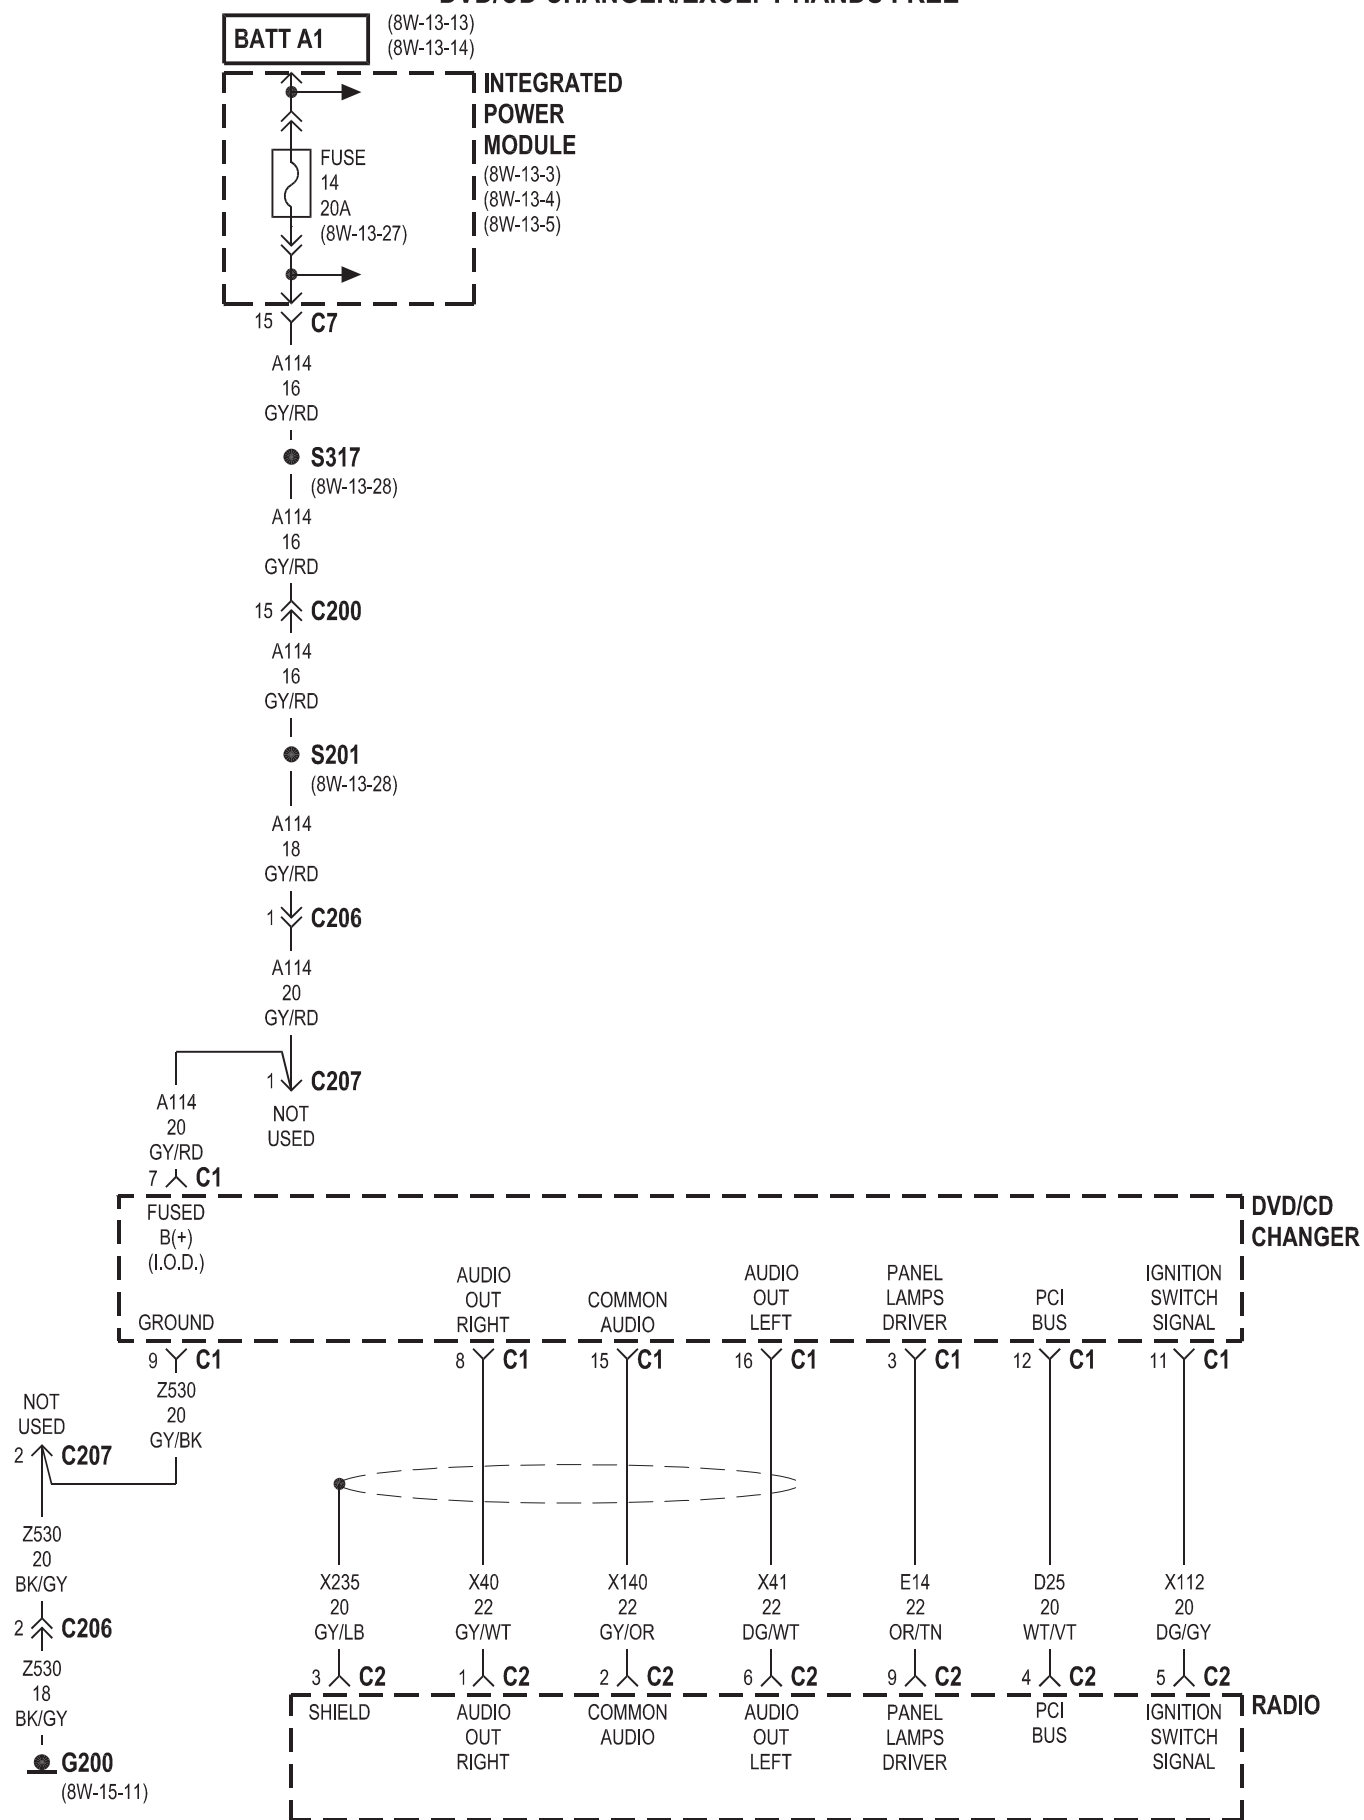 BATT A1
(8W-13-13)
(8W-13-14)
INTEGRATED
POWER
MODULE
(8W-13-3)
(8W-13-4)
(8W-13-5)
FUSE
14
20A
(8W-13-27)
15 C7
A114
16
GY/RD
S317
(8W-13-28)
A114
16
GY/RD
15 C200
A114
16
GY/RD
S201
(8W-13-28)
A114
18
GY/RD
1 C206
A114
20
GY/RD
1 C207
NOT
USED
A114
20
GY/RD
7 C1
DVD/CD
CHANGER
FUSED
B(+)
(I.O.D.)
GROUND
AUDIO
OUT
RIGHT
COMMON
AUDIO
AUDIO
OUT
LEFT
PANEL
LAMPS
DRIVER
PCI
BUS
IGNITION
SWITCH
SIGNAL
9 C1
8 C1
15 C1
16 C1
3 C1
12 C1
11 C1
Z530
20
GY/BK
NOT
USED
2 C207
Z530
20
BK/GY
2 C206
Z530
18
BK/GY
G200
(8W-15-11)
X235
20
GY/LB
X40
22
GY/WT
X140
22
GY/OR
X41
22
DG/WT
E14
22
OR/TN
D25
20
WT/VT
X112
20
DG/GY
3 C2
1 C2
2 C2
6 C2
9 C2
4 C2
5 C2
RADIO
SHIELD
AUDIO
OUT
RIGHT
COMMON
AUDIO
AUDIO
OUT
LEFT
PANEL
LAMPS
DRIVER
PCI
BUS
IGNITION
SWITCH
SIGNAL